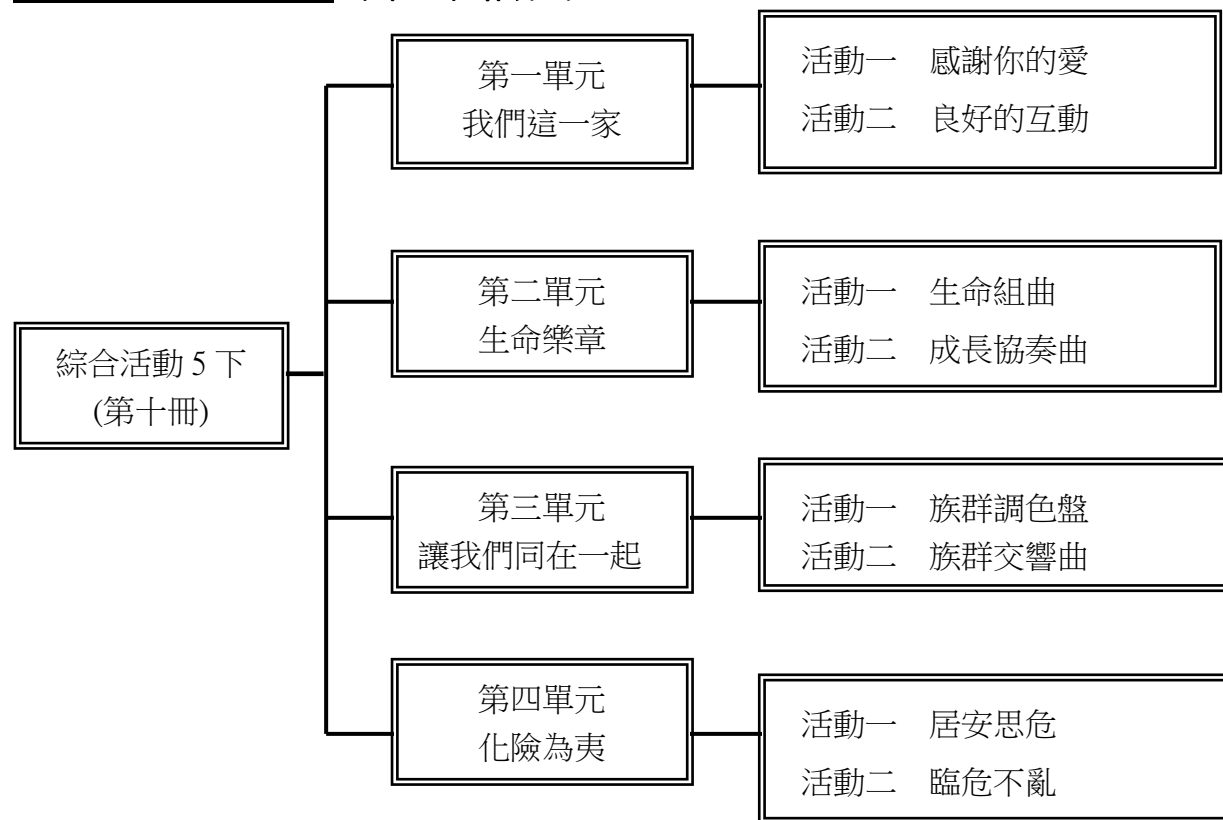 綜合活動 5 下
(第十冊)
第一單元
我們這一家
活動一　感謝你的愛
活動二　良好的互動
第二單元
生命樂章
活動一　生命組曲
活動二　成長協奏曲
第三單元
讓我們同在一起
活動一　族群調色盤
活動二　族群交響曲
第四單元
化險為夷
活動一　居安思危
活動二　臨危不亂